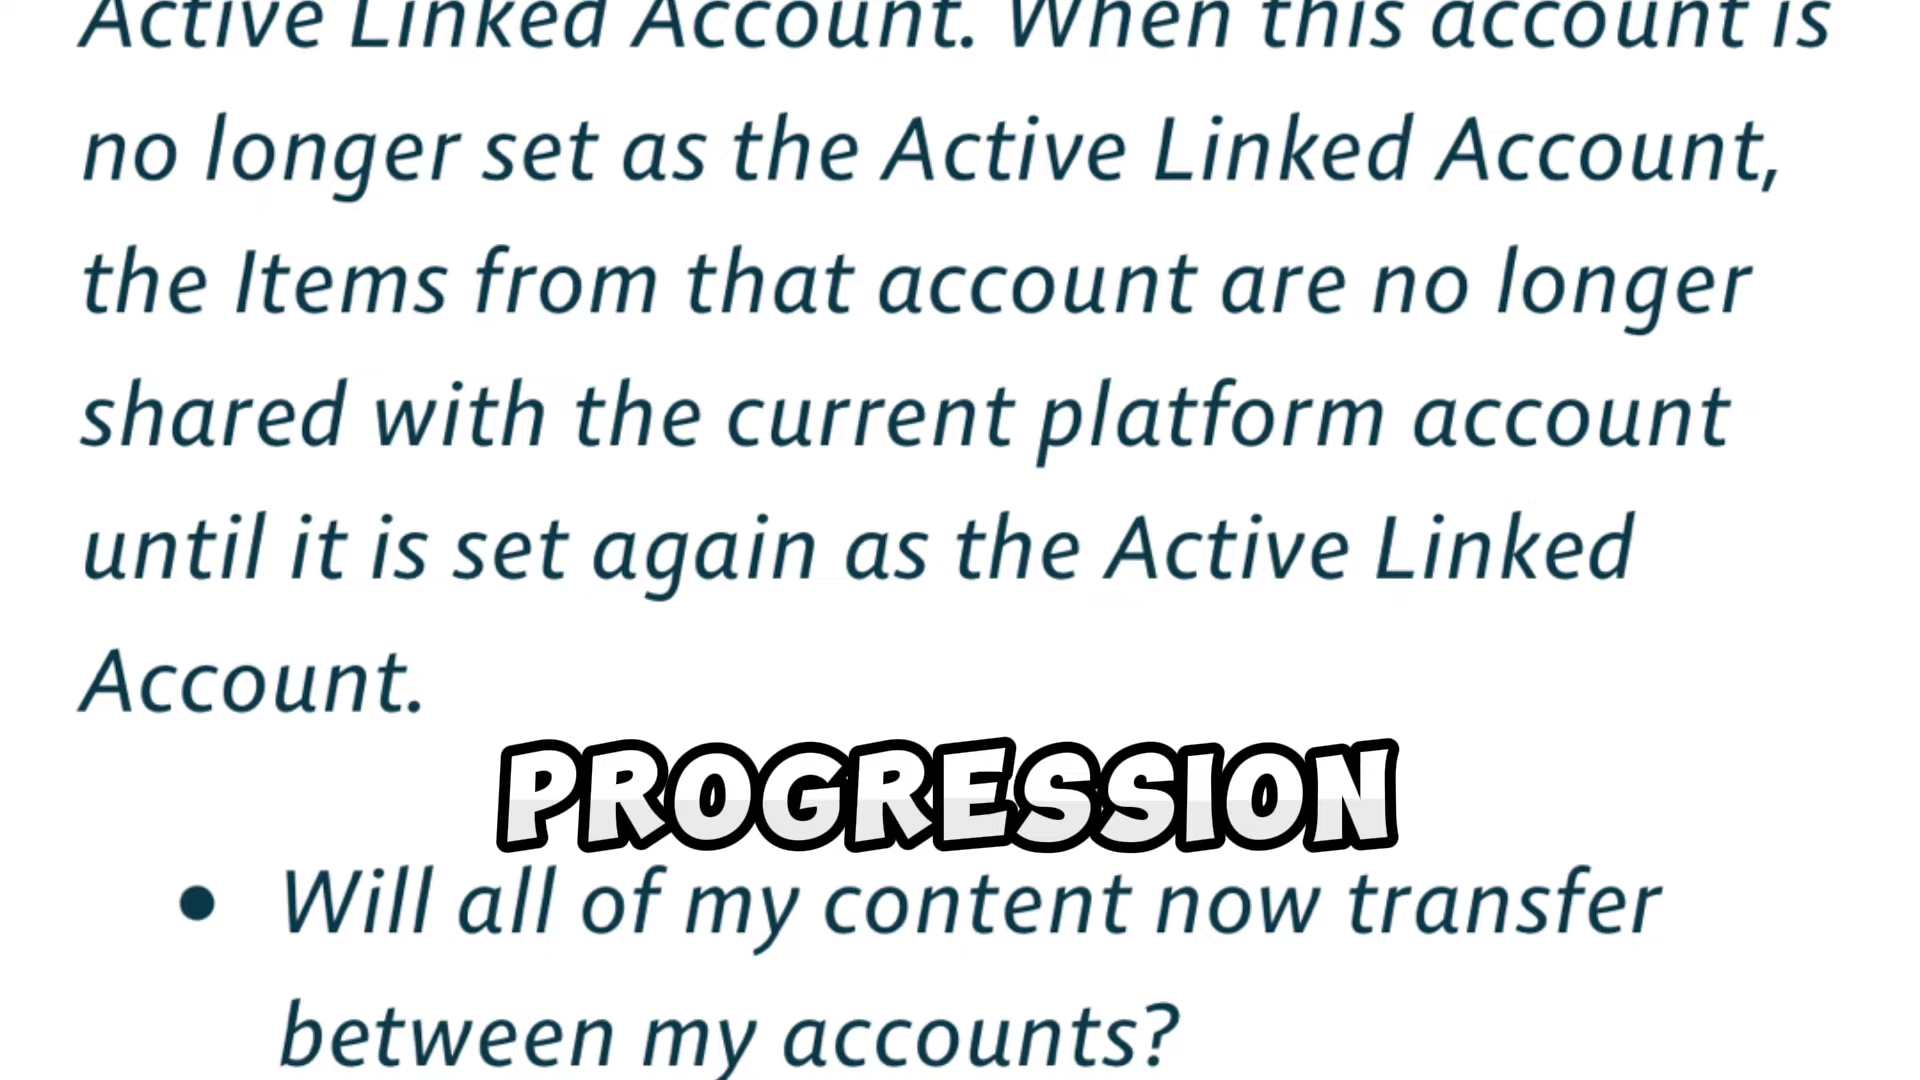 Active Linked Account. When this account is
no longer set as the Active Linked Account,
the Items from that account are no longer
shared with the current platform account
until it is set again as the Active Linked
Account.
PROGRESSION
• Will all of my content now transfer
between my accounts?